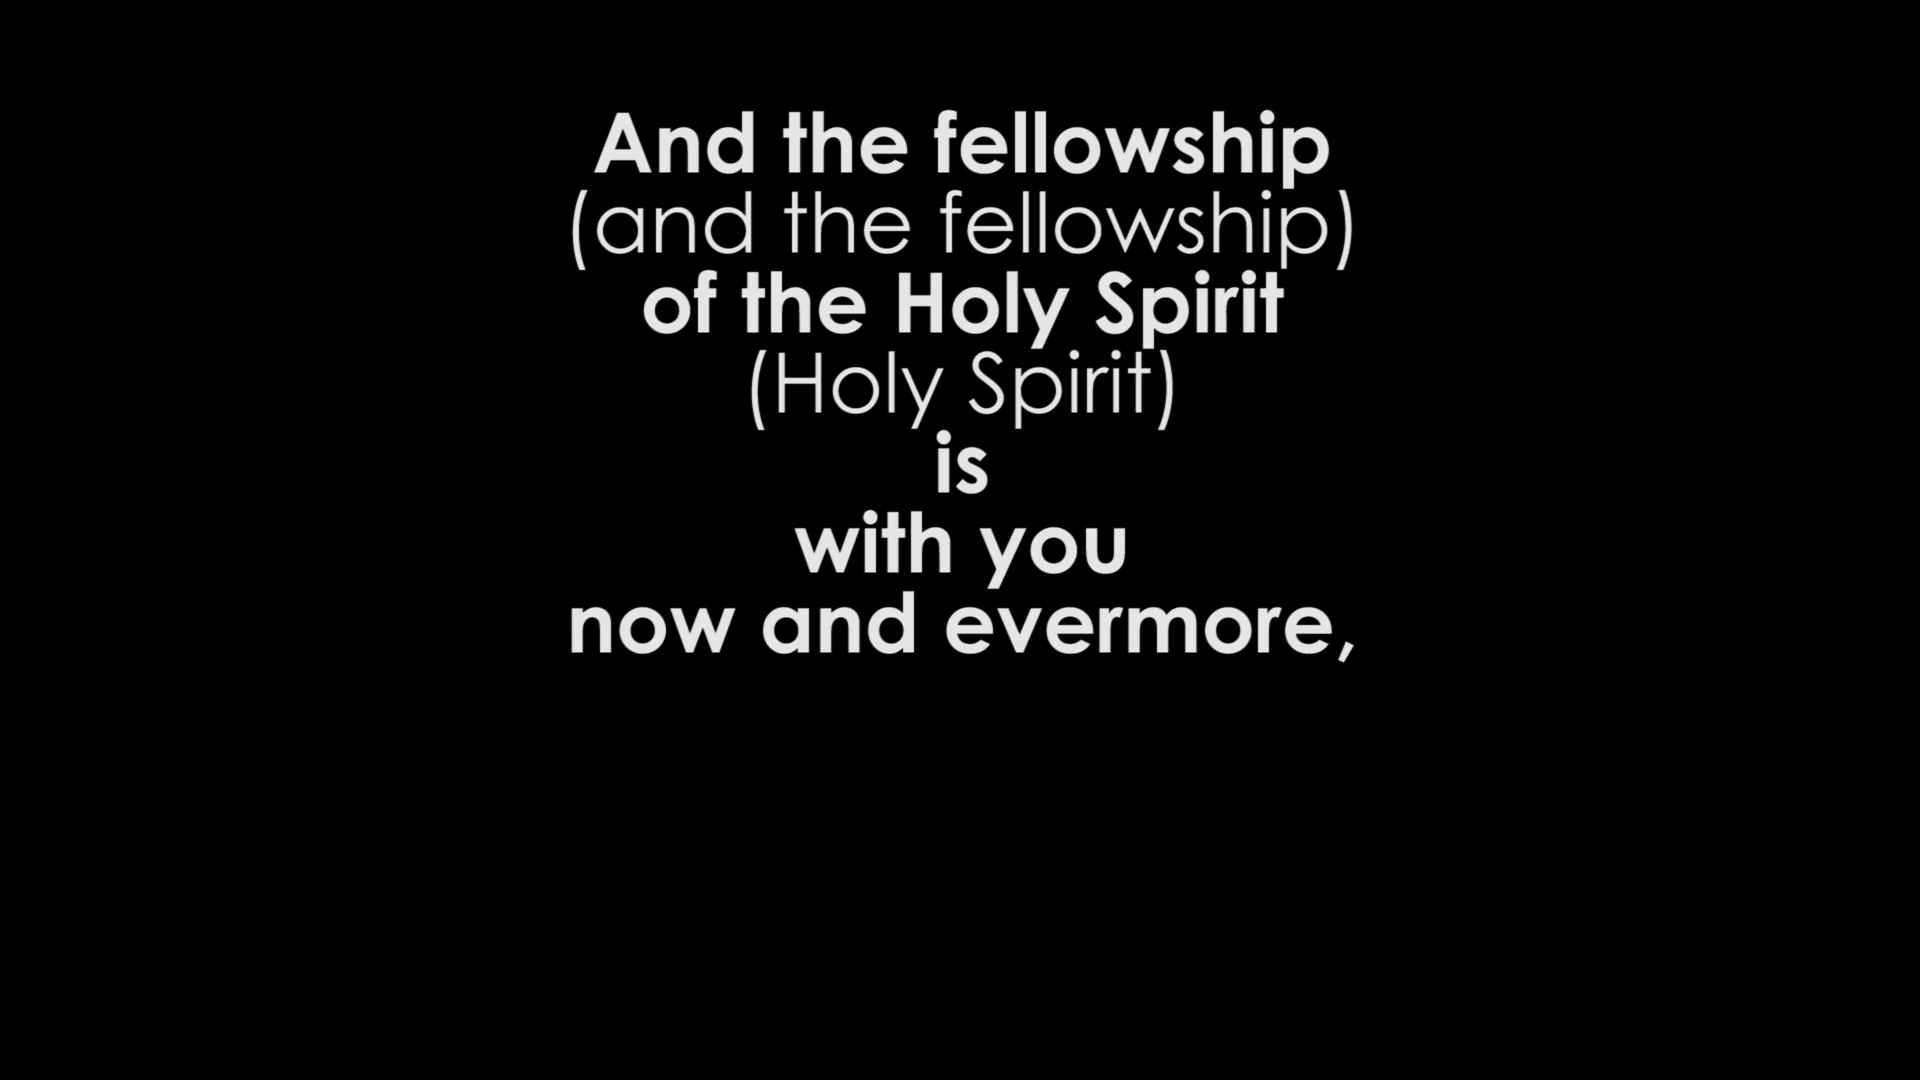 And the fellowship
(and the fellowship)
of the Holy Spirit
(Holy Spirit)
is
with you
now and evermore,